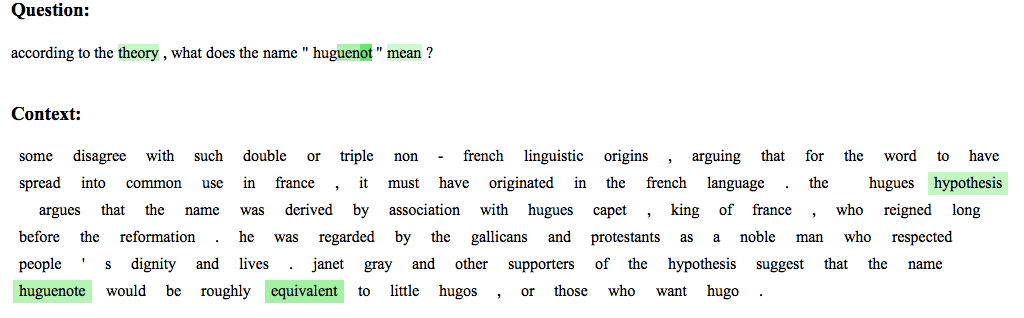 Question:
according to the theory , what does the name " huguenot " mean ?
Context:
some disagree with such double or triple non - french linguistic origins , arguing that for the word to have
spread into common use in france , it must have originated in the french language . the hugues hypothesis
argues that the name was derived by association with hugues capet , king of france , who reigned long
before the reformation . he was regarded by the gallicans and protestants as a noble man who respected
people ' s dignity and lives . janet gray and other supporters of the hypothesis suggest that the name
huguenote would be roughly equivalent to little hugos , or those who want hugo .